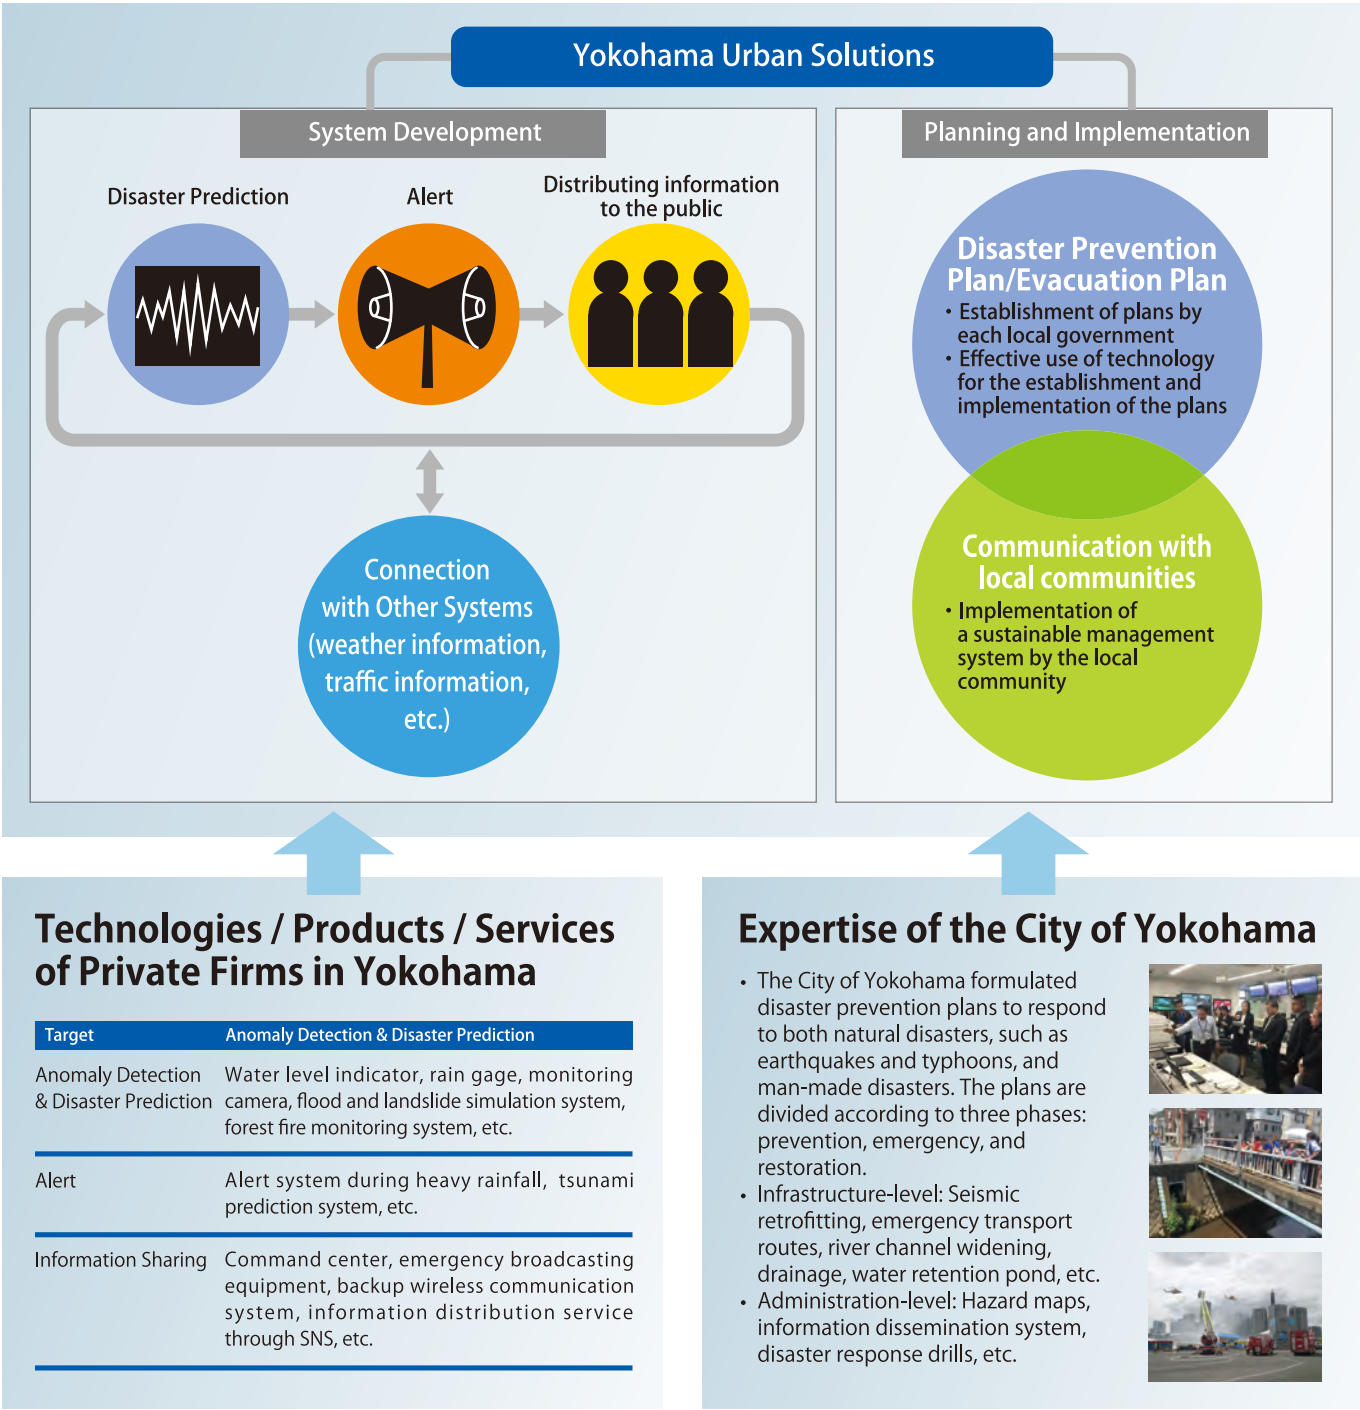 Yokohama Urban Solutions
System Development
Disaster Prediction
Alert
Distributing information
to the public
Connection
with Other Systems
(weather information,
traffic information,
etc.)
Planning and Implementation
Disaster Prevention
Plan/Evacuation Plan
• Establishment of plans by
each local government
• Effective use of technology
for the establishment and
implementation of the plans
Communication with
local communities
• Implementation of
a sustainable management
system by the local
community
Technologies / Products / Services
of Private Firms in Yokohama
Target Anomaly Detection & Disaster Prediction
Anomaly Detection
& Disaster Prediction
Water level indicator, rain gage, monitoring
camera, flood and landslide simulation system,
forest fire monitoring system, etc.
Alert
Alert system during heavy rainfall, tsunami
prediction system, etc.
Information Sharing
Command center, emergency broadcasting
equipment, backup wireless communication
system, information distribution service
through SNS, etc.
Expertise of the City of Yokohama
• The City of Yokohama formulated
disaster prevention plans to respond
to both natural disasters, such as
earthquakes and typhoons, and
man-made disasters. The plans are
divided according to three phases:
prevention, emergency, and
restoration.
• Infrastructure-level: Seismic
retrofitting, emergency transport
routes, river channel widening,
drainage, water retention pond, etc.
• Administration-level: Hazard maps,
information dissemination system,
disaster response drills, etc.